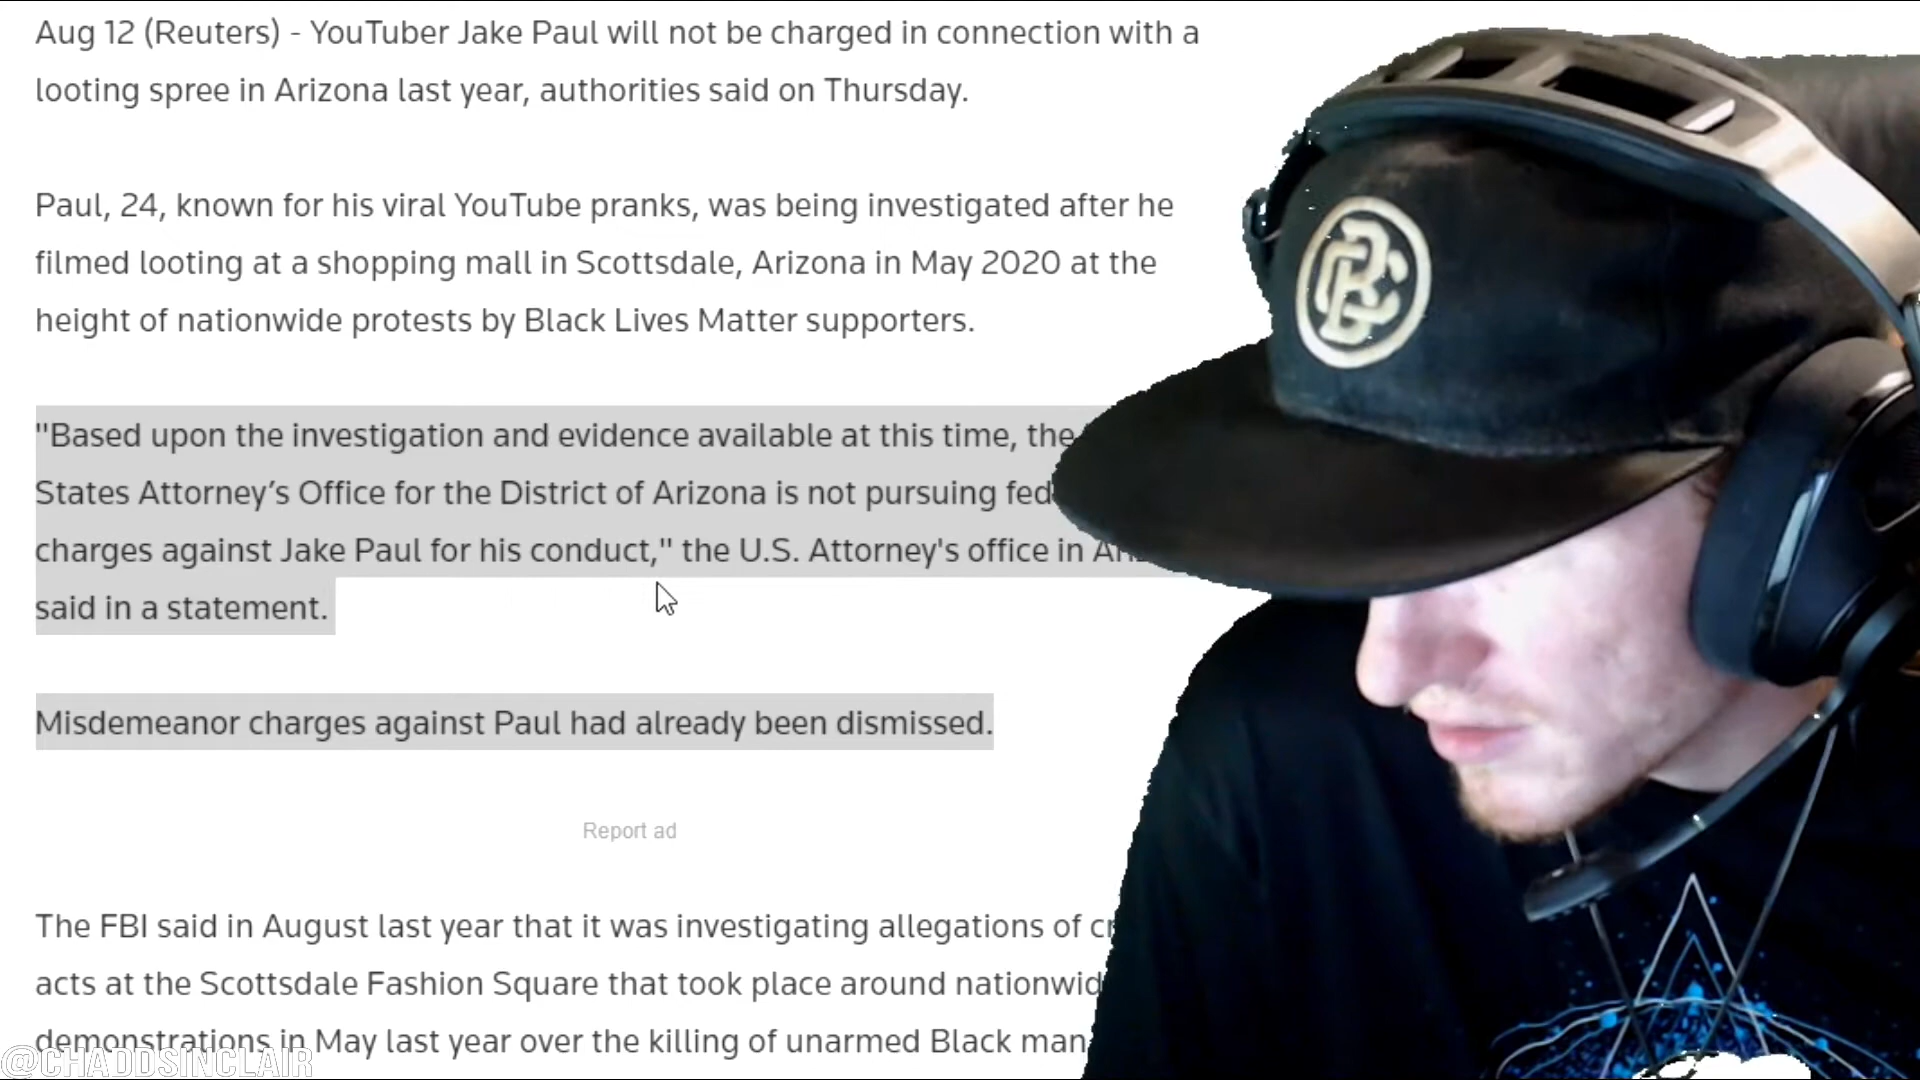 Aug 12 (Reuters) - YouTuber Jake Paul will not be charged in connection with a
looting spree in Arizona last year, authorities said on Thursday.
Paul, 24, known for his viral YouTube pranks, was being investigated after he
filmed looting at a shopping mall in Scottsdale, Arizona in May 2020 at the
height of nationwide protests by Black Lives Matter supporters.
"Based upon the investigation and evidence available at this time, the
States Attorney’s Office for the District of Arizona is not pursuing
charges against Jake Paul for his conduct," the U.S. Attorney's office in
said in a statement.
Misdemeanor charges against Paul had already been dismissed.
Report ad
The FBI said in August last year that it was investigating allegations of
acts at the Scottsdale Fashion Square that took place around
demonstrations in May last year over the killing of unarmed Black man
@CHADDSINCLAIR